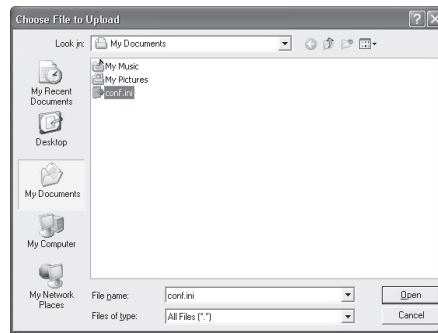 Choose File to Upload
Look in: My Documents
My Music
My Pictures
conf.ini
My Recent
Documents
Desktop
My Documents
My Computer
My Network
Places
File name: conf.ini
Open
Files of type: All Files (*.*)
Cancel